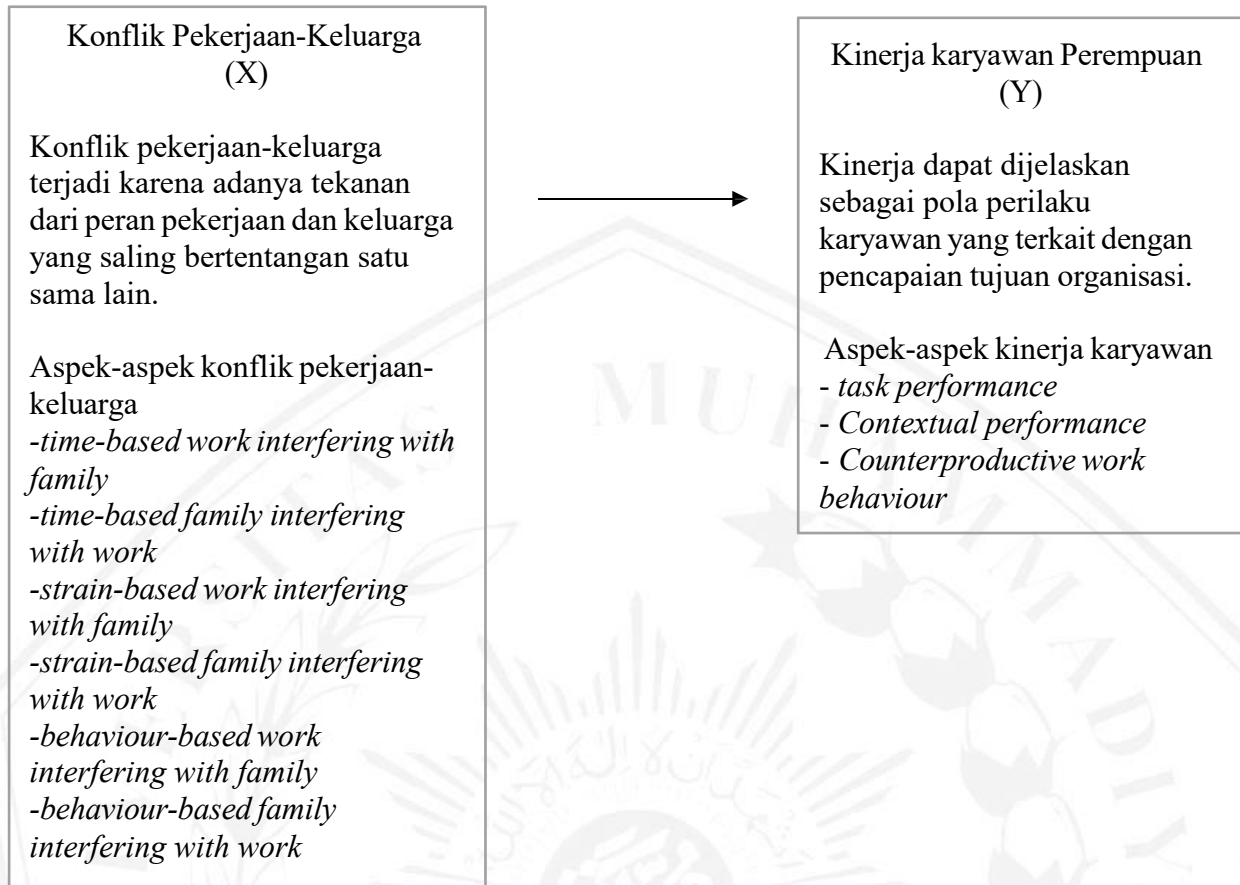 Konflik Pekerjaan-Keluarga
(X)
Konflik pekerjaan-keluarga
terjadi karena adanya tekanan
dari peran pekerjaan dan keluarga
yang saling bertentangan satu
sama lain.
Aspek-aspek konflik pekerjaan-
keluarga
-time-based work interfering with
family
-time-based family interfering
with work
-strain-based work interfering
with family
-strain-based family interfering
with work
-behaviour-based work
interfering with family
-behaviour-based family
interfering with work
Kinerja karyawan Perempuan
(Y)
Kinerja dapat dijelaskan
sebagai pola perilaku
karyawan yang terkait dengan
pencapaian tujuan organisasi.
Aspek-aspek kinerja karyawan
- task performance
- Contextual performance
- Counterproductive work
behaviour